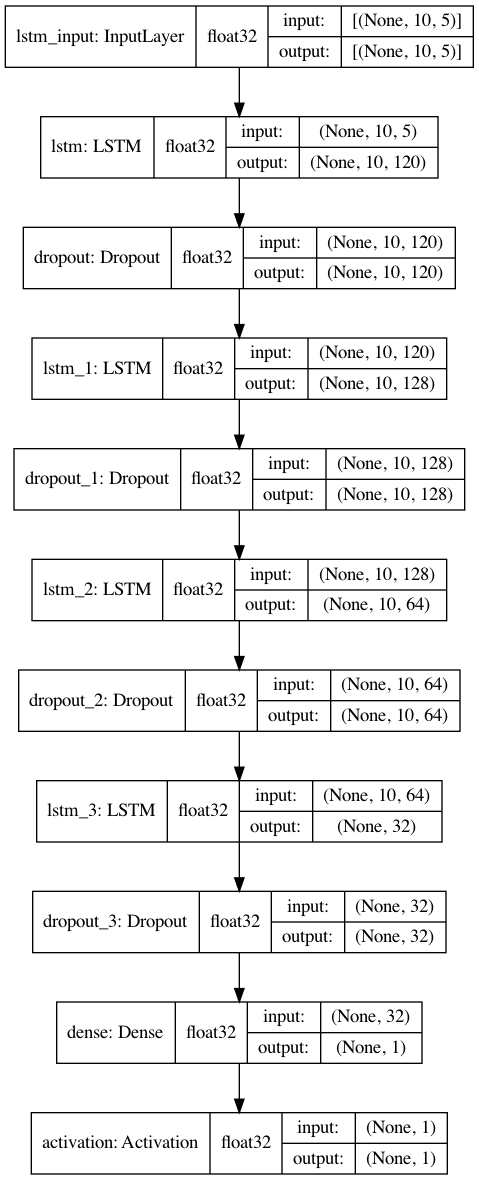 lstm_input: InputLayer float32 input: [(None, 10, 5)]
output: [(None, 10, 5)]
lstm: LSTM float32 input: (None, 10, 5)
output: (None, 10, 120)
dropout: Dropout float32 input: (None, 10, 120)
output: (None, 10, 120)
lstm_1: LSTM float32 input: (None, 10, 120)
output: (None, 10, 128)
dropout_1: Dropout float32 input: (None, 10, 128)
output: (None, 10, 128)
lstm_2: LSTM float32 input: (None, 10, 128)
output: (None, 10, 64)
dropout_2: Dropout float32 input: (None, 10, 64)
output: (None, 10, 64)
lstm_3: LSTM float32 input: (None, 10, 64)
output: (None, 32)
dropout_3: Dropout float32 input: (None, 32)
output: (None, 32)
dense: Dense float32 input: (None, 32)
output: (None, 1)
activation: Activation float32 input: (None, 1)
output: (None, 1)